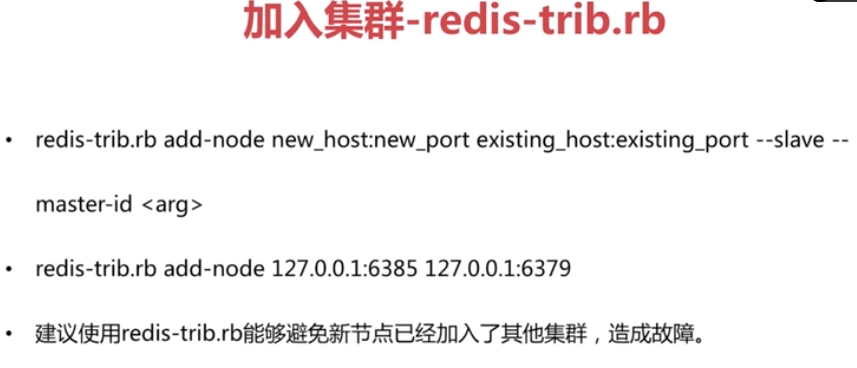 加入集群-redis-trib.rb
• redis-trib.rb add-node new_host:new_port existing_host:existing_port --slave --
master-id <arg>
• redis-trib.rb add-node 127.0.0.1:6385 127.0.0.1:6379
• 建议使用redis-trib.rb能够避免新节点已经加入了其他集群，造成故障。